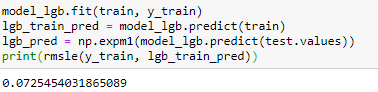 model_lgb.fit(train, y_train)
lgb_train_pred = model_lgb.predict(train)
lgb_pred = np.expm1(model_lgb.predict(test.values))
print(rmsle(y_train, lgb_train_pred))
0.0725454031865089